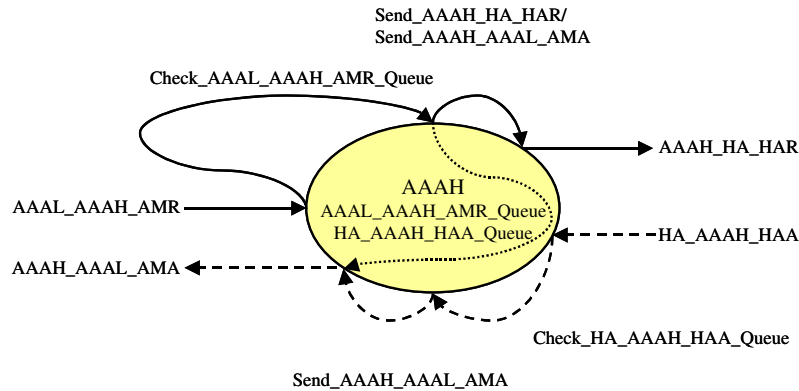 Send_AAAH_HA_HAR/
Send_AAAH_AAAL_AMA
Check_AAAL_AAAH_AMR_Queue
AAAH_HA_HAR
AAAH
AAAL_AAAH_AMR
AAAL_AAAH_AMR_Queue
HA_AAAH_HAA_Queue
HA_AAAH_HAA
AAAH_AAAL_AMA
Check_HA_AAAH_HAA_Queue
Send_AAAH_AAAL_AMA